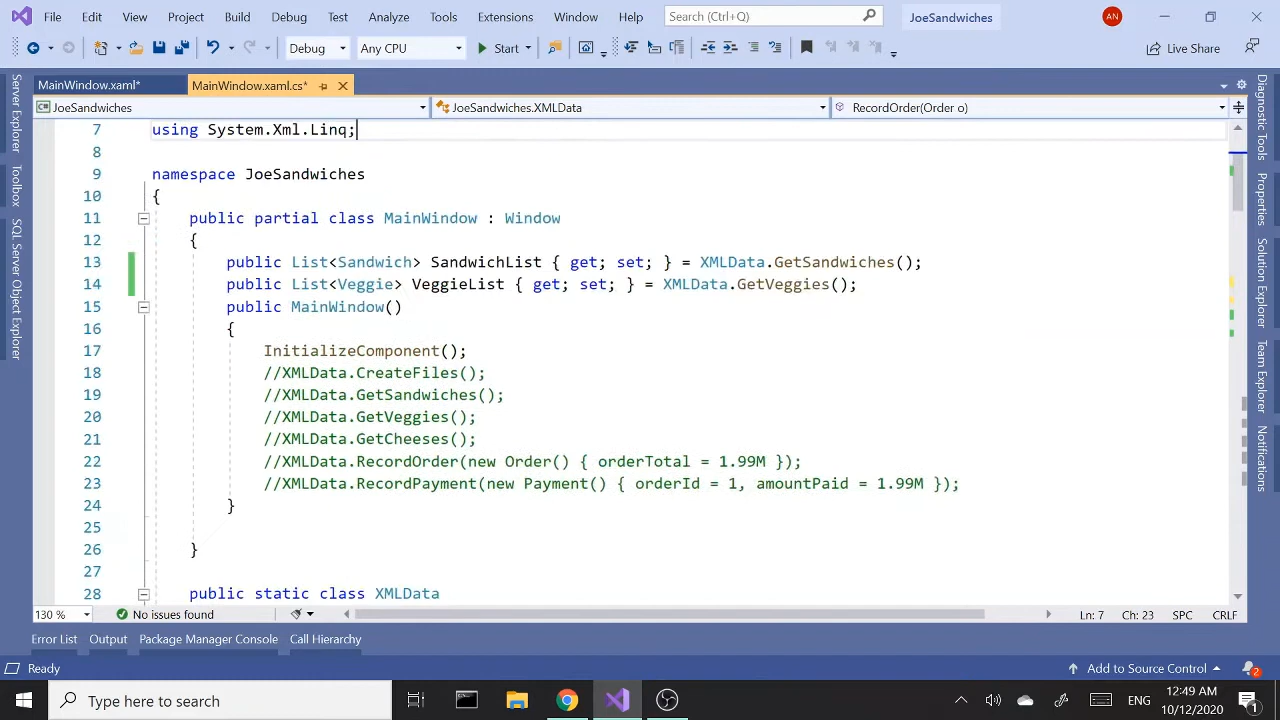 File Edit View Project Build Debug Test Analyze Tools Extensions Window Help Search (Ctrl+Q) JoeSandwiches AN
Debug Any CPU Start Live Share
MainWindow.xaml* MainWindow.xaml.cs*
JoeSandwiches JoeSandwiches.XMLData RecordOrder(Order o)
Server Explorer
Toolbox
SQL Server Object Explorer
7 using System.Xml.Linq;
8
9 namespace JoeSandwiches
10 {
11 public partial class MainWindow : Window
12 {
13 public List<Sandwich> SandwichList { get; set; } = XMLData.GetSandwiches();
14 public List<Veggie> VeggieList { get; set; } = XMLData.GetVeggies();
15 public MainWindow()
16 {
17 InitializeComponent();
18 //XMLData.CreateFiles();
19 //XMLData.GetSandwiches();
20 //XMLData.GetVeggies();
21 //XMLData.GetCheeses();
22 //XMLData.RecordOrder(new Order() { orderTotal = 1.99M });
23 //XMLData.RecordPayment(new Payment() { orderId = 1, amountPaid = 1.99M });
24 }
25
26 }
27
28 public static class XMLData
Diagnostic Tools
Properties
Solution Explorer
Team Explorer
Notifications
130 % No issues found Ln: 7 Ch: 23 SPC CRLF
Error List Output Package Manager Console Call Hierarchy
Ready Add to Source Control 2
Type here to search ENG 2:49 AM
10/12/2020 1